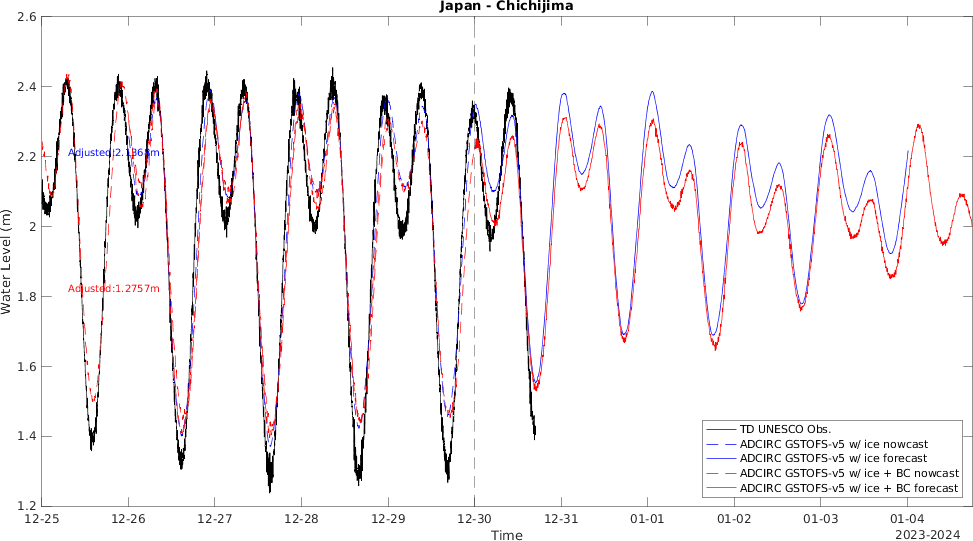 Japan - Chichijima
2.6
2.4
2.2
2
1.8
1.6
1.4
1.2
Water Level (m)
Adjusted:1.2757m
TD UNESCO Obs.
ADCIRC GSTOFS-v5 w/ ice nowcast
ADCIRC GSTOFS-v5 w/ ice forecast
ADCIRC GSTOFS-v5 w/ ice + BC nowcast
ADCIRC GSTOFS-v5 w/ ice + BC forecast
12-25 12-26 12-27 12-28 12-29 12-30 12-31 01-01 01-02 01-03 01-04
Time
2023-2024